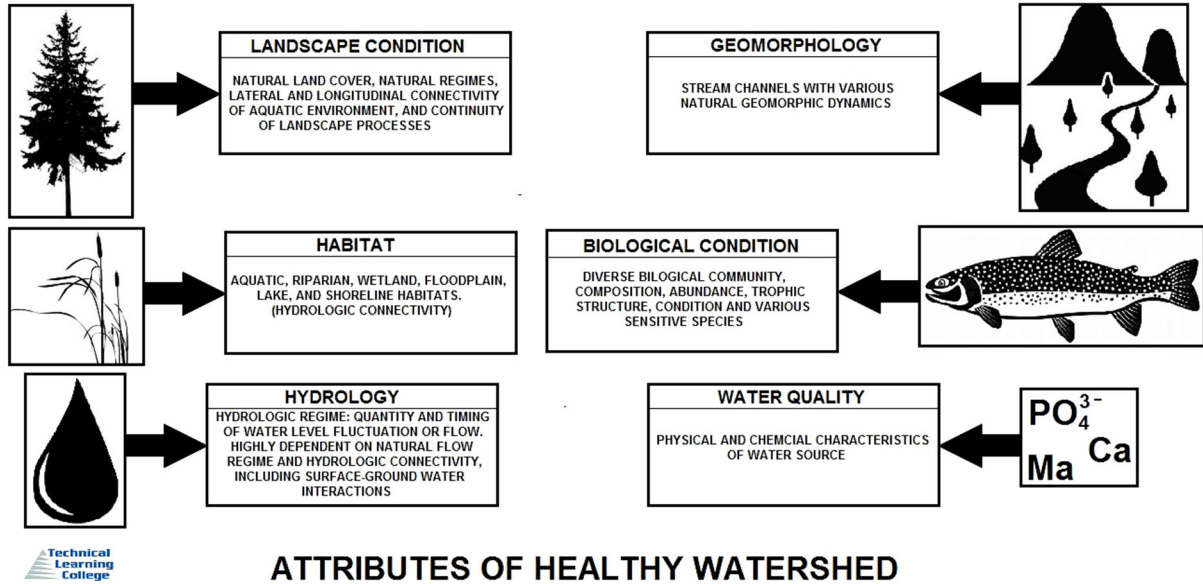 LANDSCAPE CONDITION
NATURAL LAND COVER, NATURAL REGIMES,
LATERAL AND LONGITUDINAL CONNECTIVITY
OF AQUATIC ENVIRONMENT, AND CONTINUITY
OF LANDSCAPE PROCESSES
GEOMORPHOLOGY
STREAM CHANNELS WITH VARIOUS
NATURAL GEOMORPHIC DYNAMICS
HABITAT
AQUATIC, RIPARIAN, WETLAND, FLOODPLAIN,
LAKE, AND SHORELINE HABITATS.
(HYDROLOGIC CONNECTIVITY)
BIOLOGICAL CONDITION
DIVERSE BILOGICAL COMMUNITY,
COMPOSITION, ABUNDANCE, TROPHIC
STRUCTURE, CONDITION AND VARIOUS
SENSITIVE SPECIES
HYDROLOGY
HYDROLOGIC REGIME: QUANTITY AND TIMING
OF WATER LEVEL FLUCTUATION OR FLOW.
HIGHLY DEPENDENT ON NATURAL FLOW
REGIME AND HYDROLOGIC CONNECTIVITY,
INCLUDING SURFACE-GROUND WATER
INTERACTIONS
WATER QUALITY
PHYSICAL AND CHEMCIAL CHARACTERISTICS
OF WATER SOURCE
PO₄³⁻
Ca
Ma
Technical
Learning
College
ATTRIBUTES OF HEALTHY WATERSHED